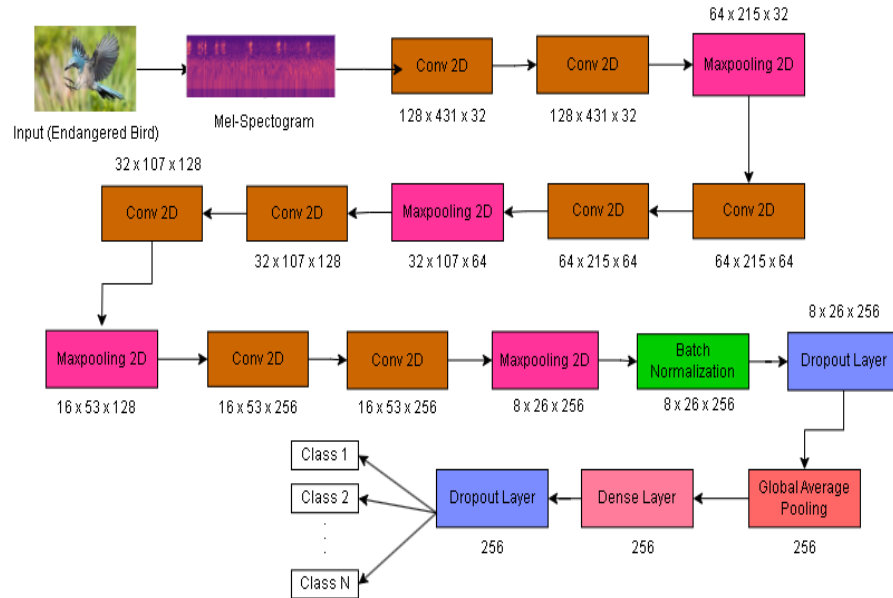 64 x 215 x 32
Conv 2D
Conv 2D
Maxpooling 2D
Input (Endangered Bird)
Mel-Spectogram
128 x 431 x 32
128 x 431 x 32
32 x 107 x 128
Conv 2D
Conv 2D
Maxpooling 2D
Conv 2D
Conv 2D
32 x 107 x 128
32 x 107 x 64
64 x 215 x 64
64 x 215 x 64
8 x 26 x 256
Maxpooling 2D
Conv 2D
Conv 2D
Maxpooling 2D
Batch
Normalization
Dropout Layer
16 x 53 x 128
16 x 53 x 256
16 x 53 x 256
8 x 26 x 256
8 x 26 x 256
Class 1
Class 2
.
.
.
Class N
Dropout Layer
Dense Layer
Global Average
Pooling
256
256
256